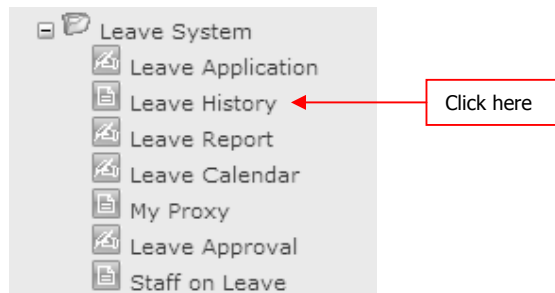 Leave System
Leave Application
Leave History
Click here
Leave Report
Leave Calendar
My Proxy
Leave Approval
Staff on Leave